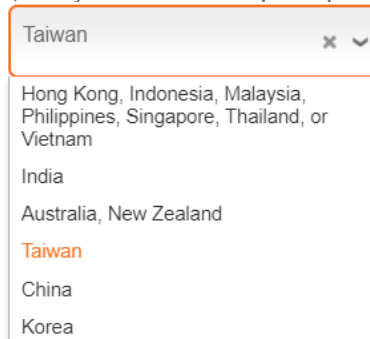 Taiwan
Hong Kong, Indonesia, Malaysia,
Philippines, Singapore, Thailand, or
Vietnam
India
Australia, New Zealand
Taiwan
China
Korea